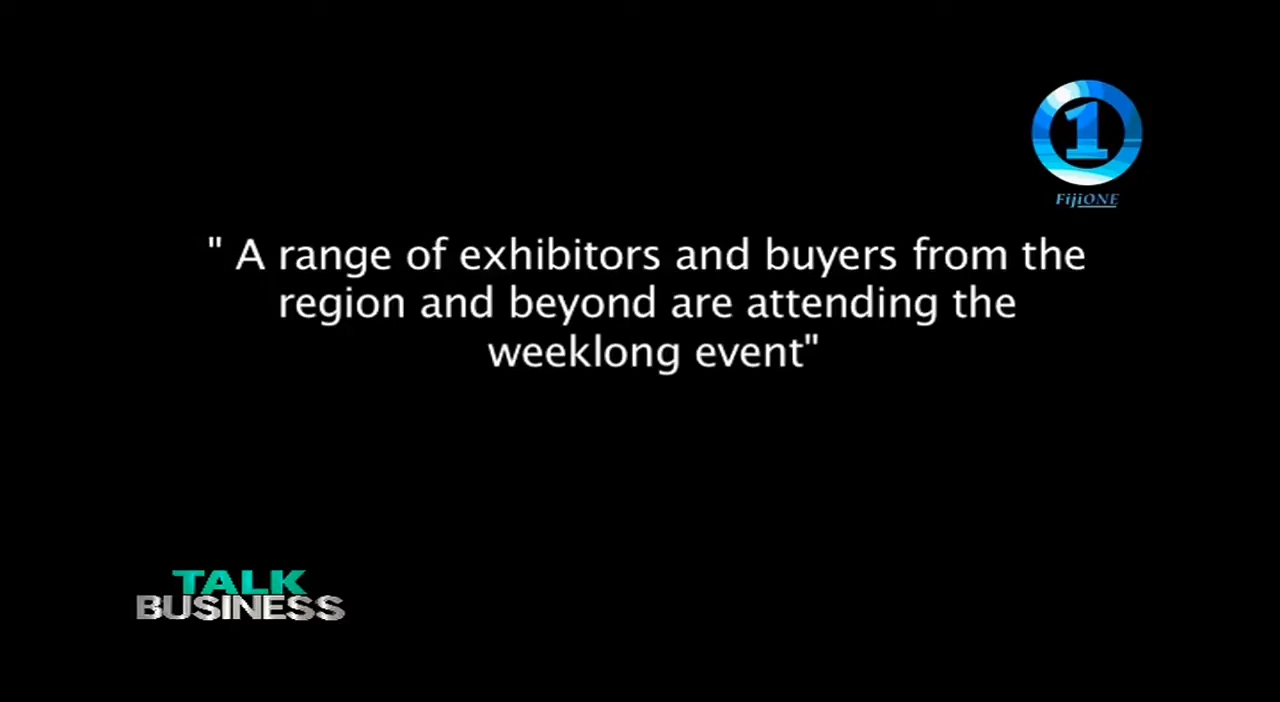 1
FijiONE
" A range of exhibitors and buyers from the
region and beyond are attending the
weeklong event"
TALK
BUSINESS